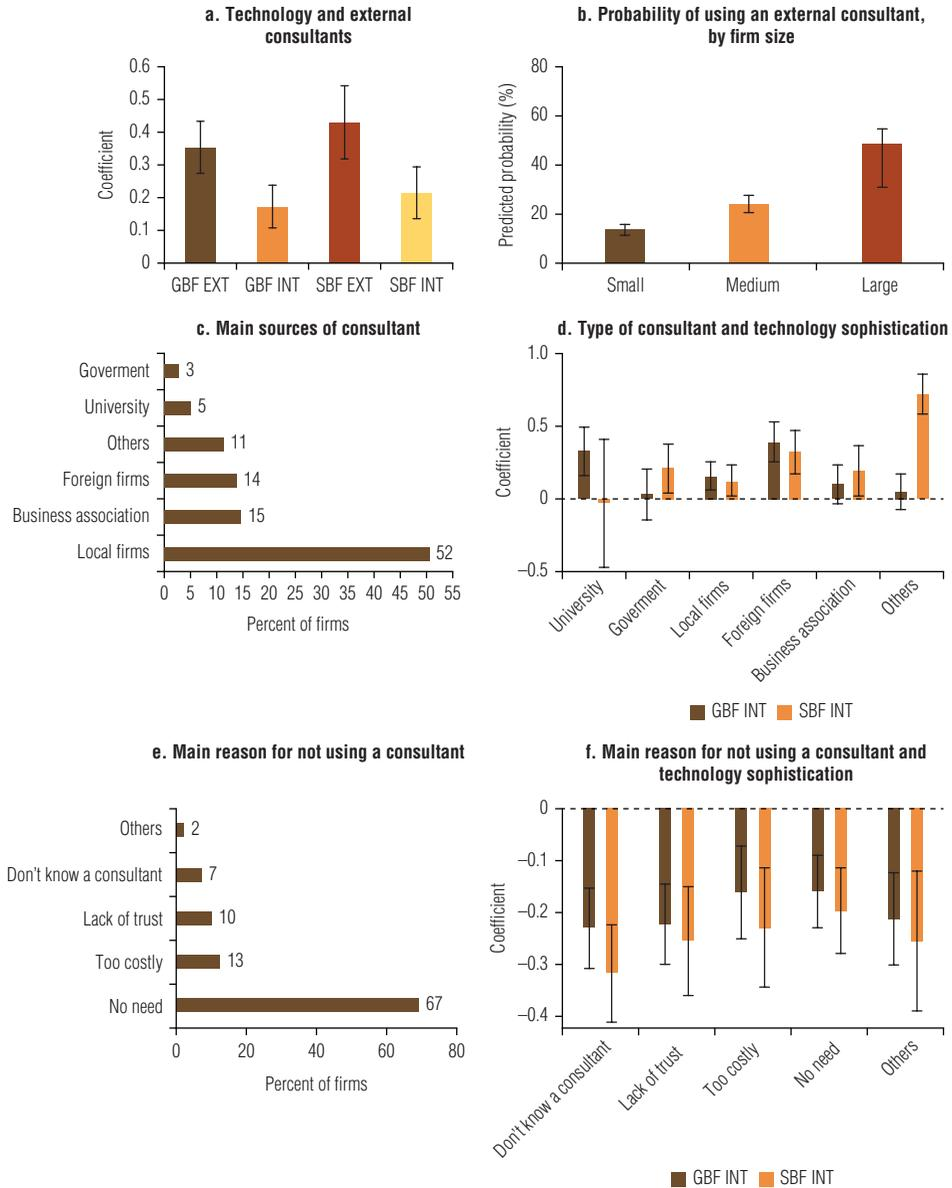 a. Technology and external
consultants
0.6
0.5
0.4
0.3
0.2
0.1
0
Coefficient
GBF EXT GBF INT SBF EXT SBF INT
b. Probability of using an external consultant,
by firm size
80
60
40
20
0
Predicted probability (%)
Small Medium Large
c. Main sources of consultant
Goverment 3
University 5
Others 11
Foreign firms 14
Business association 15
Local firms 52
0 5 10 15 20 25 30 35 40 45 50 55
Percent of firms
d. Type of consultant and technology sophistication
1.0
0.5
0
–0.5
Coefficient
University Goverment Local firms Foreign firms Business association Others
GBF INT SBF INT
e. Main reason for not using a consultant
Others 2
Don't know a consultant 7
Lack of trust 10
Too costly 13
No need 67
0 20 40 60 80
Percent of firms
f. Main reason for not using a consultant and
technology sophistication
0
–0.1
–0.2
–0.3
–0.4
Coefficient
Don't know a consultant Lack of trust Too costly No need Others
GBF INT SBF INT